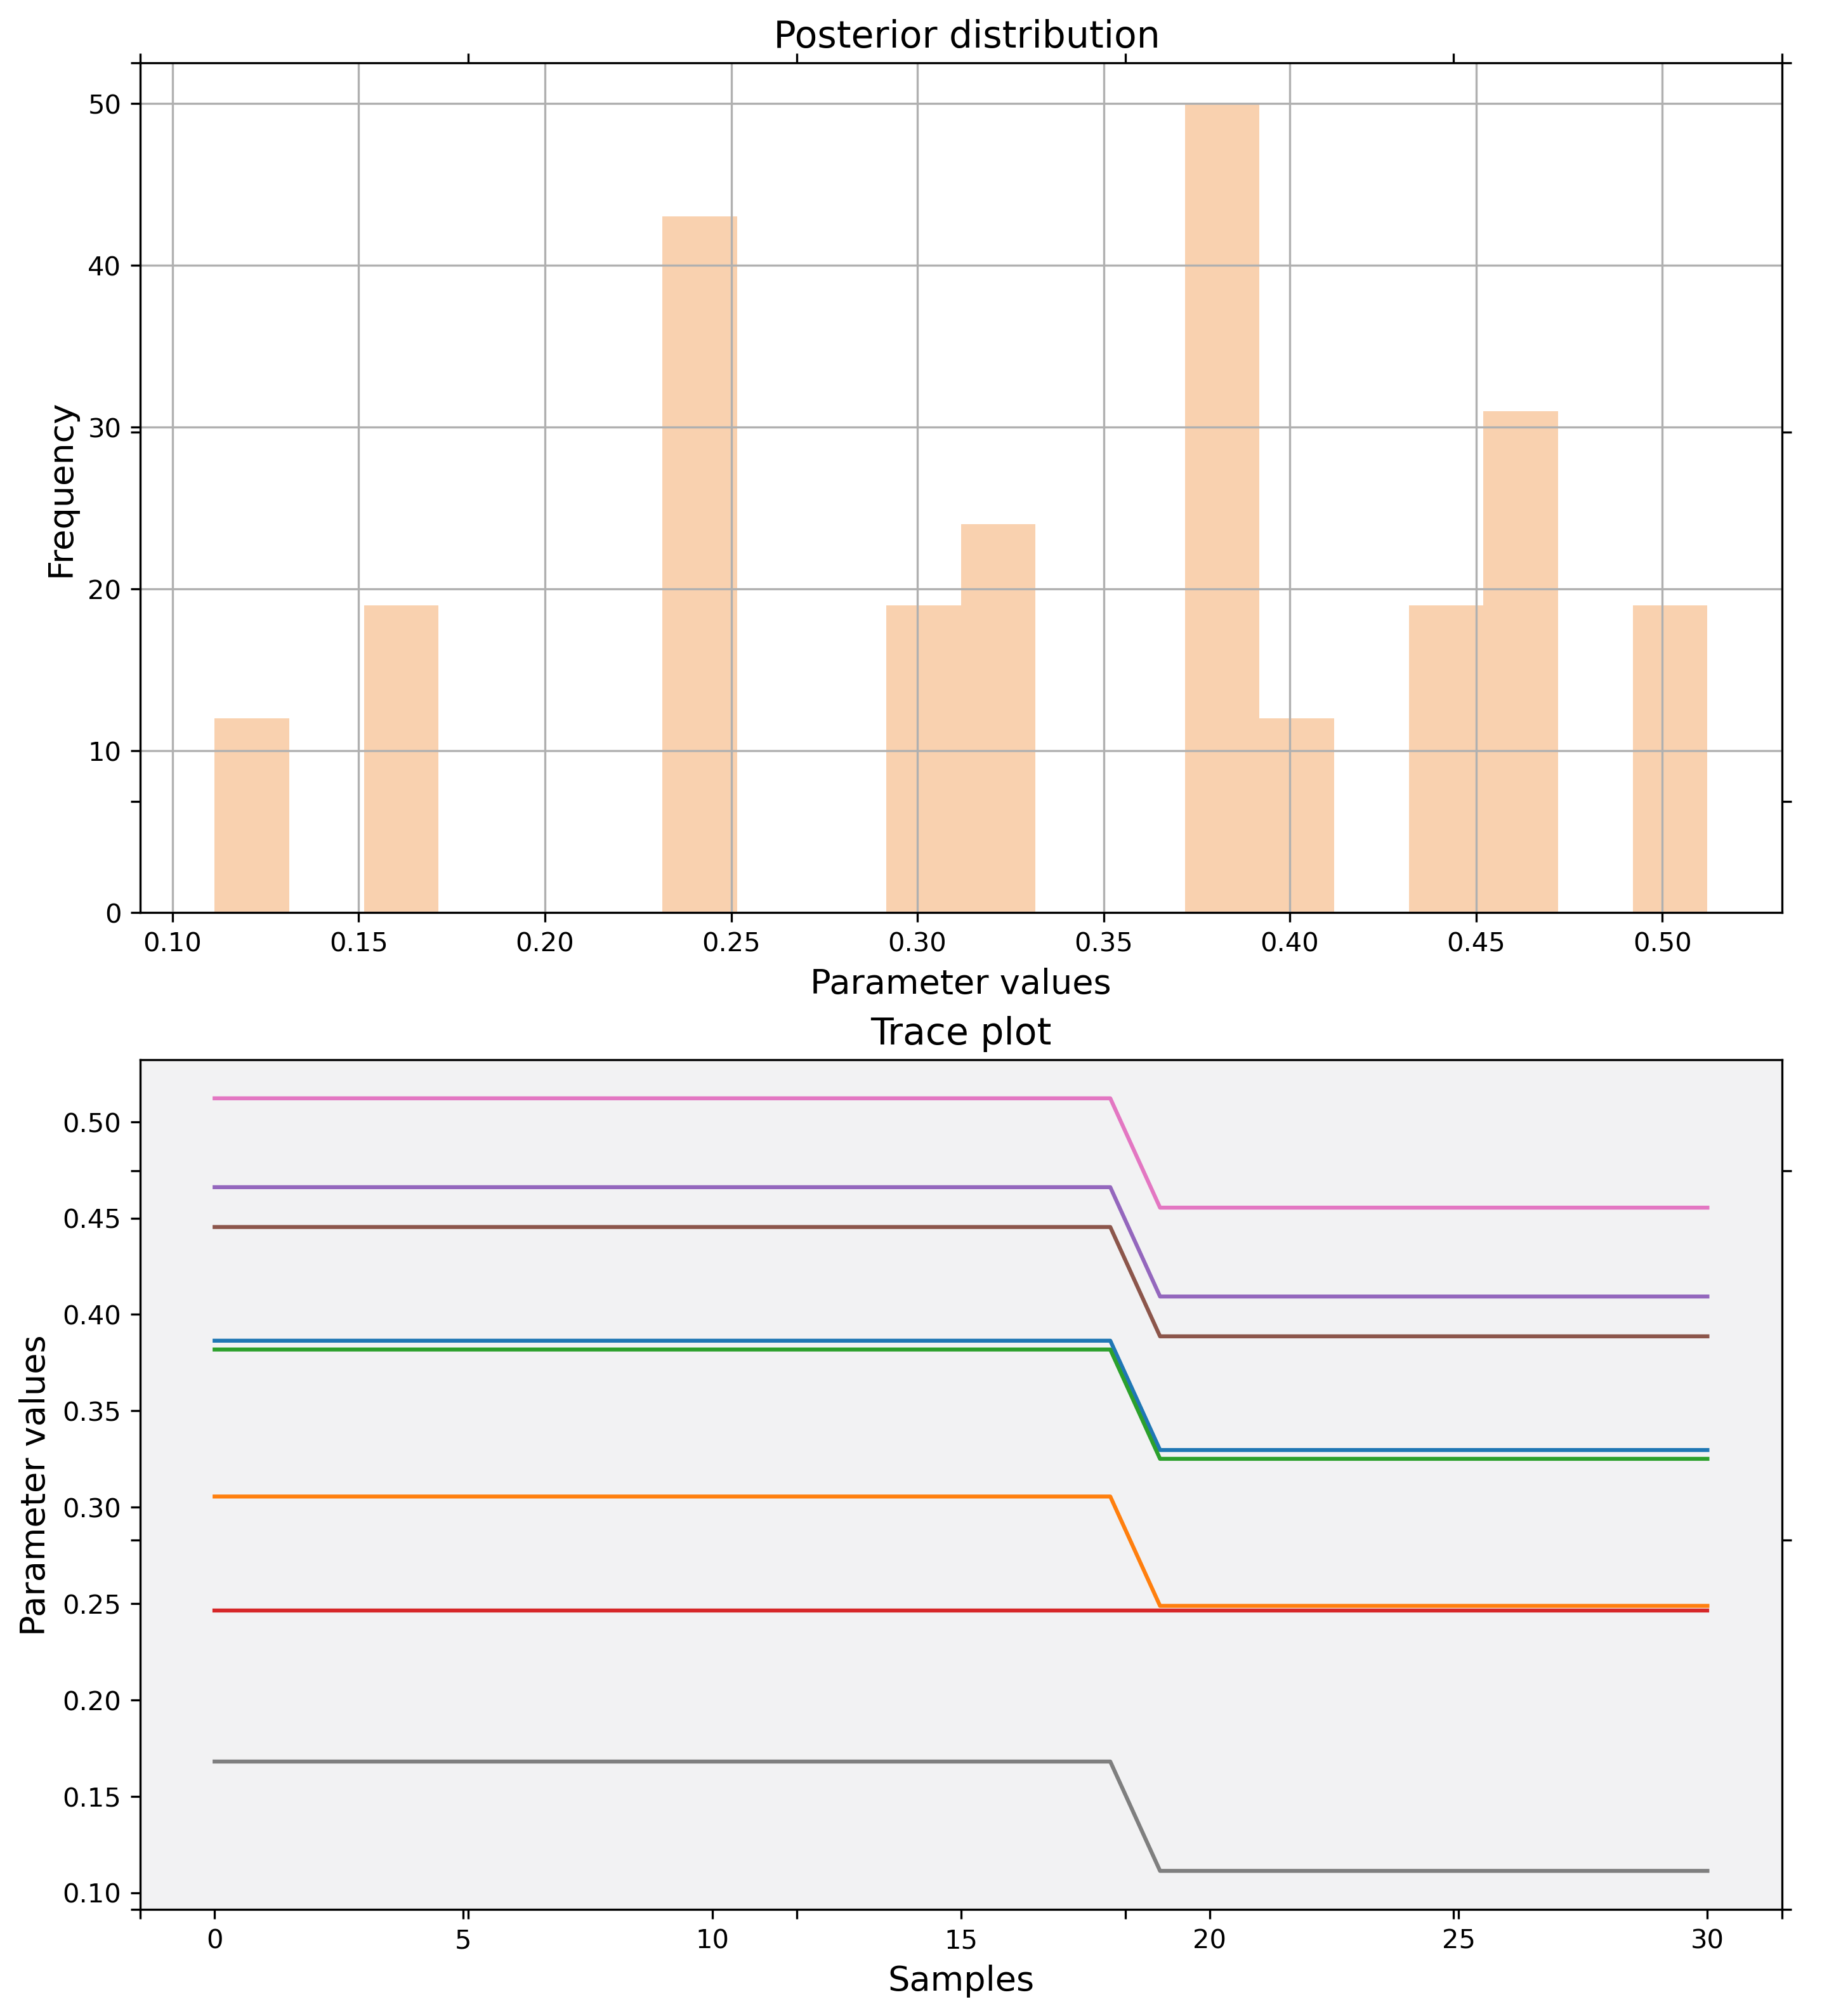 Posterior distribution
50
40
30
20
10
0
Frequency
0.10 0.15 0.20 0.25 0.30 0.35 0.40 0.45 0.50
Parameter values
Trace plot
0.50
0.45
0.40
0.35
0.30
0.25
0.20
0.15
0.10
Parameter values
0 5 10 15 20 25 30
Samples